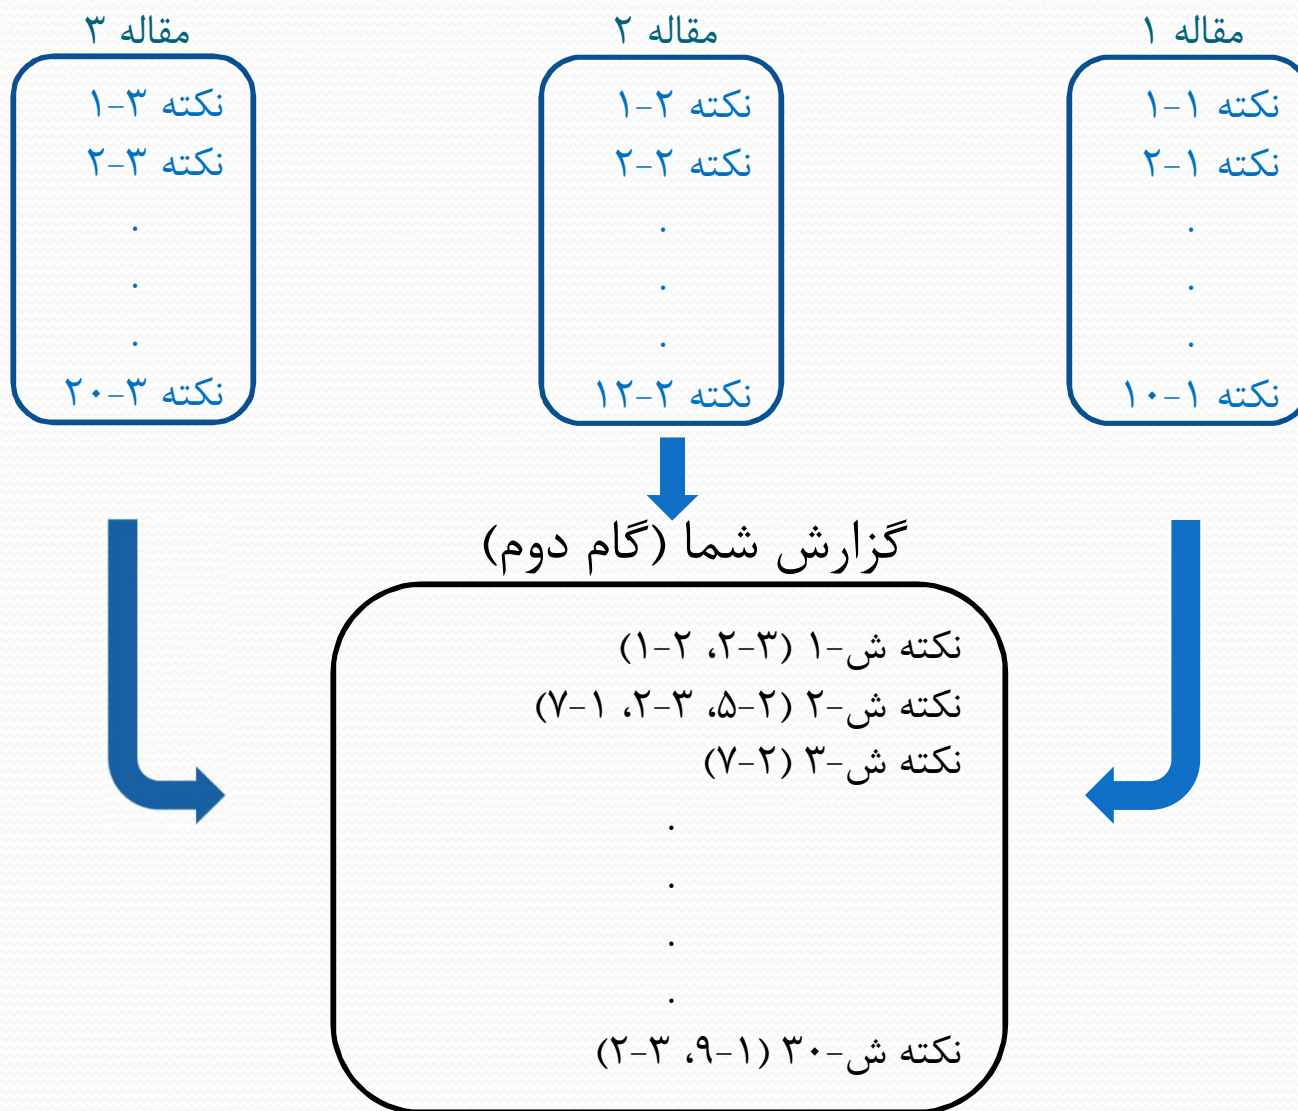 مقاله ۱
نکته ۱-۱
نکته ۱-۲
.
.
.
نکته ۱-۱۰
مقاله ۲
نکته ۲-۱
نکته ۲-۲
.
.
.
نکته ۲-۱۲
مقاله ۳
نکته ۳-۱
نکته ۳-۲
.
.
.
نکته ۳-۲۰
گزارش شما (گام دوم)
نکته ش-۱ (۳-۲، ۲-۱)
نکته ش-۲ (۲-۵، ۳-۲، ۱-۷)
نکته ش-۳ (۲-۷)
.
.
.
.
نکته ش-۳۰ (۱-۹، ۳-۲)